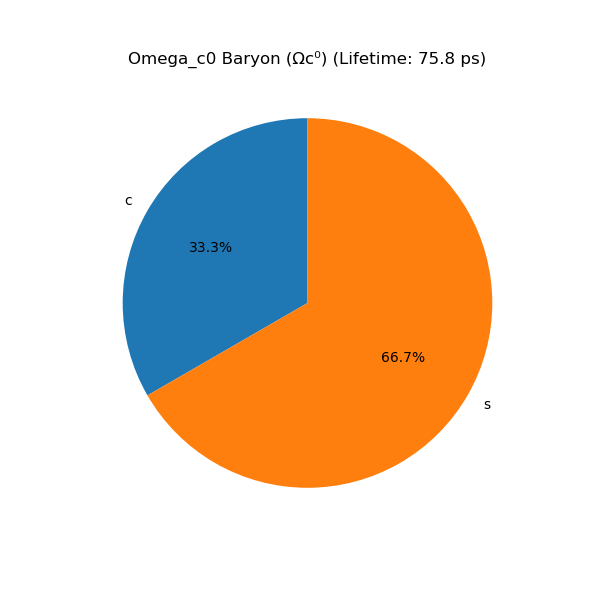 Omega_c0 Baryon (Ωc⁰) (Lifetime: 75.8 ps)
c
33.3%
66.7%
s